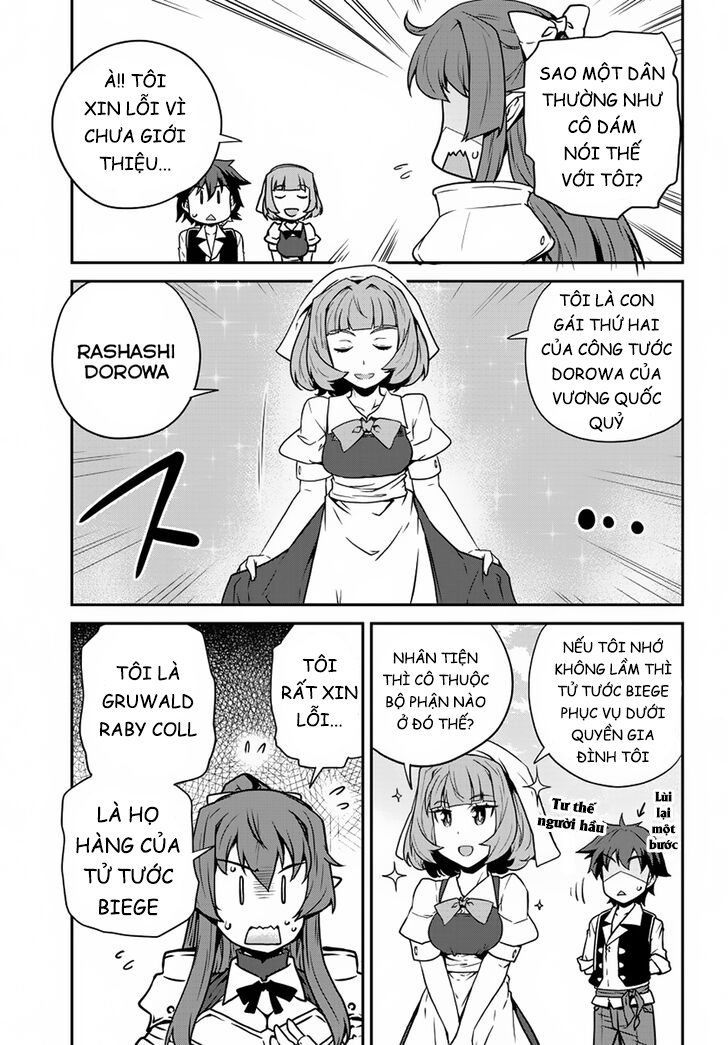 SAO MỘT DÂN
THƯỜNG NHƯ
CÔ DÁM
NÓI THẾ
VỚI TÔI?
À!! TÔI
XIN LỖI VÌ
CHƯA GIỚI
THIỆU...
TÔI LÀ CON
GÁI THỨ HAI
CỦA CÔNG TƯỚC
DOROWA CỦA
VƯƠNG QUỐC
QUỶ
RASHASHI
DOROWA
ス
NẾU TÔI NHỚ
KHÔNG LẦM THÌ
TỬ TƯỚC BIEGE
PHỤC VỤ DƯỚI
QUYỀN GIA
ĐÌNH TÔI
NHÂN TIỆN
THÌ CÔ THUỘC
BỘ PHẬN NÀO
Ở ĐÓ THẾ?
Lùi
lại
một
bước
Tư thế
người hầu
TÔI
RẤT XIN
LỖI...
TÔI LÀ
GRUWALD
RABY COLL
LÀ HỌ
HÀNG CỦA
TỬ TƯỚC
BIEGE